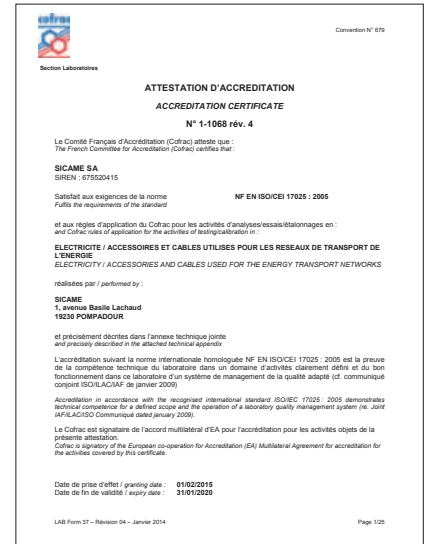 cofrac
Convention N° 679
Section Laboratoires
ATTESTATION D'ACCREDITATION
ACCREDITATION CERTIFICATE
N° 1-1068 rév. 4
Le Comité Français d'Accréditation (Cofrac) atteste que :
The French Committee for Accreditation (Cofrac) certifies that :
SICAME SA
SIREN : 675520415
Satisfait aux exigences de la norme NF EN ISO/CEI 17025 : 2005
Fulfils the requirements of the standard
et aux règles d'application du Cofrac pour les activités d'analyses/essais/étalonnages en :
and Cofrac rules of application for the activities of testing/calibration in :
ELECTRICITE / ACCESSOIRES ET CABLES UTILISES POUR LES RESEAUX DE TRANSPORT DE
L'ENERGIE
ELECTRICITY / ACCESSORIES AND CABLES USED FOR THE ENERGY TRANSPORT NETWORKS
réalisées par / performed by :
SICAME
1, avenue Basile Lachaud
19230 POMPADOUR
et précisément décrites dans l'annexe technique jointe
and precisely described in the attached technical appendix
L'accréditation suivant la norme internationale homologuée NF EN ISO/CEI 17025 : 2005 est la preuve
de la compétence technique du laboratoire dans un domaine d'activités clairement défini et du bon
fonctionnement dans ce laboratoire d'un système de management de la qualité adapté (cf. communiqué
conjoint ISO/ILAC/IAF de janvier 2009)
Accreditation in accordance with the recognised international standard ISO/IEC 17025 : 2005 demonstrates
technical competence for a defined scope and the operation of a laboratory quality management system (re. Joint
IAF/ILAC/ISO Communiqué dated january 2009).
Le Cofrac est signataire de l'accord multilatéral d'EA pour l'accréditation pour les activités objets de la
présente attestation.
Cofrac is signatory of the European co-operation for Accreditation (EA) Multilateral Agreement for accreditation for
the activities covered by this certificate.
Date de prise d'effet / granting date : 01/02/2015
Date de fin de validité / expiry date : 31/01/2020
LAB Form 37 – Révision 04 – Janvier 2014 Page 1/25